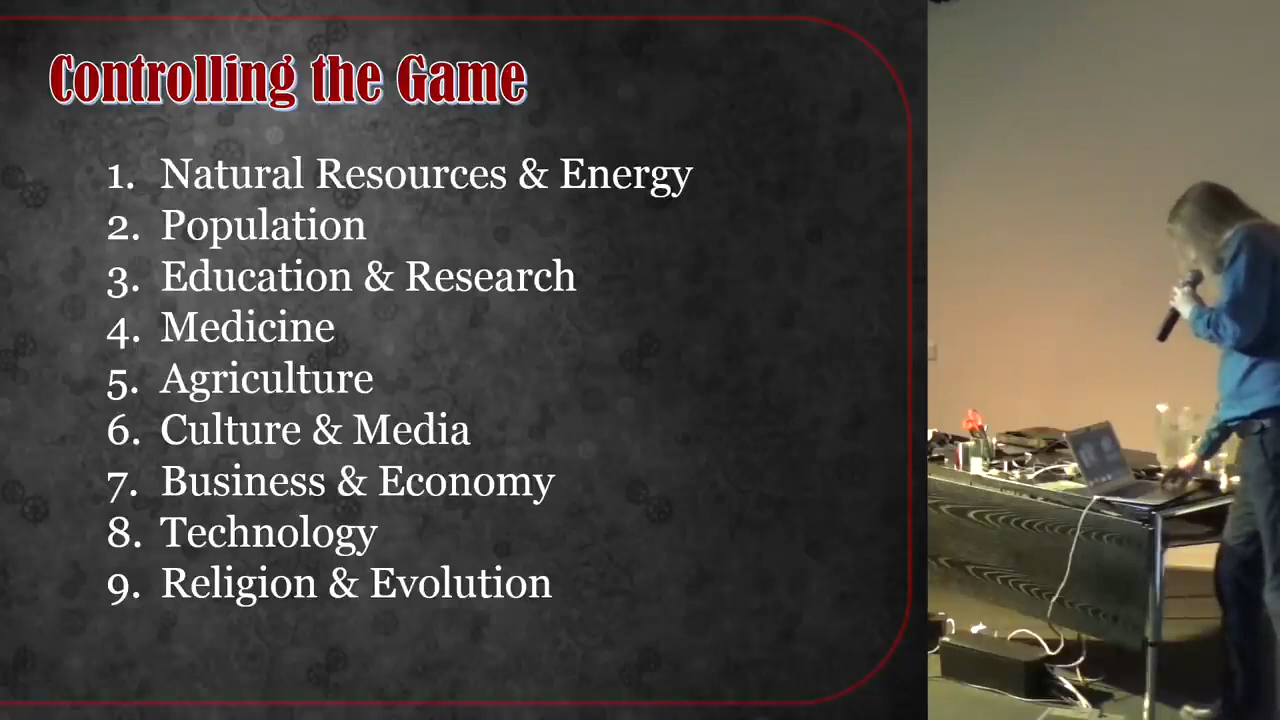 Controlling the Game
1. Natural Resources & Energy
2. Population
3. Education & Research
4. Medicine
5. Agriculture
6. Culture & Media
7. Business & Economy
8. Technology
9. Religion & Evolution